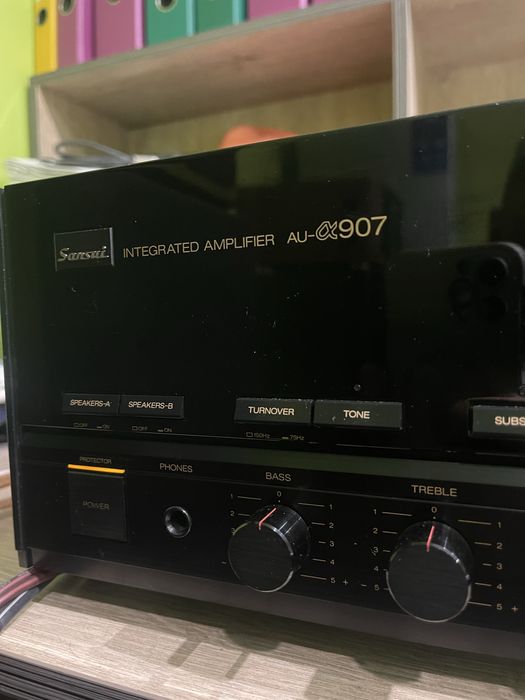 Sansui INTEGRATED AMPLIFIER AU-α907
SPEAKERS-A SPEAKERS-B TURNOVER TONE SUBS
OFF ON OFF ON 150Hz 75Hz
PROTECTOR PHONES BASS TREBLE
POWER
0 0
1 1 1 1
2 2 2 2
3 3 3 3
4 4 4 4
5 5 + - 5 5 +